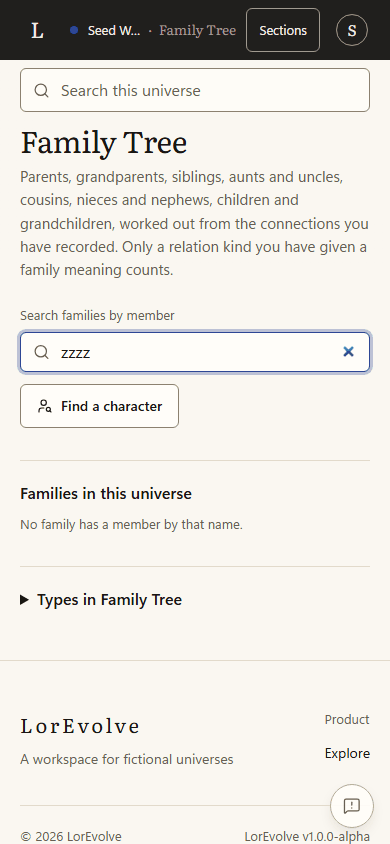 L
Seed W... · Family Tree
Sections
S
Search this universe
Family Tree
Parents, grandparents, siblings, aunts and uncles,
cousins, nieces and nephews, children and
grandchildren, worked out from the connections you
have recorded. Only a relation kind you have given a
family meaning counts.
Search families by member
zzzz
Find a character
Families in this universe
No family has a member by that name.
Types in Family Tree
LorEvolve
A workspace for fictional universes
Product
Explore
© 2026 LorEvolve
LorEvolve v1.0.0-alpha